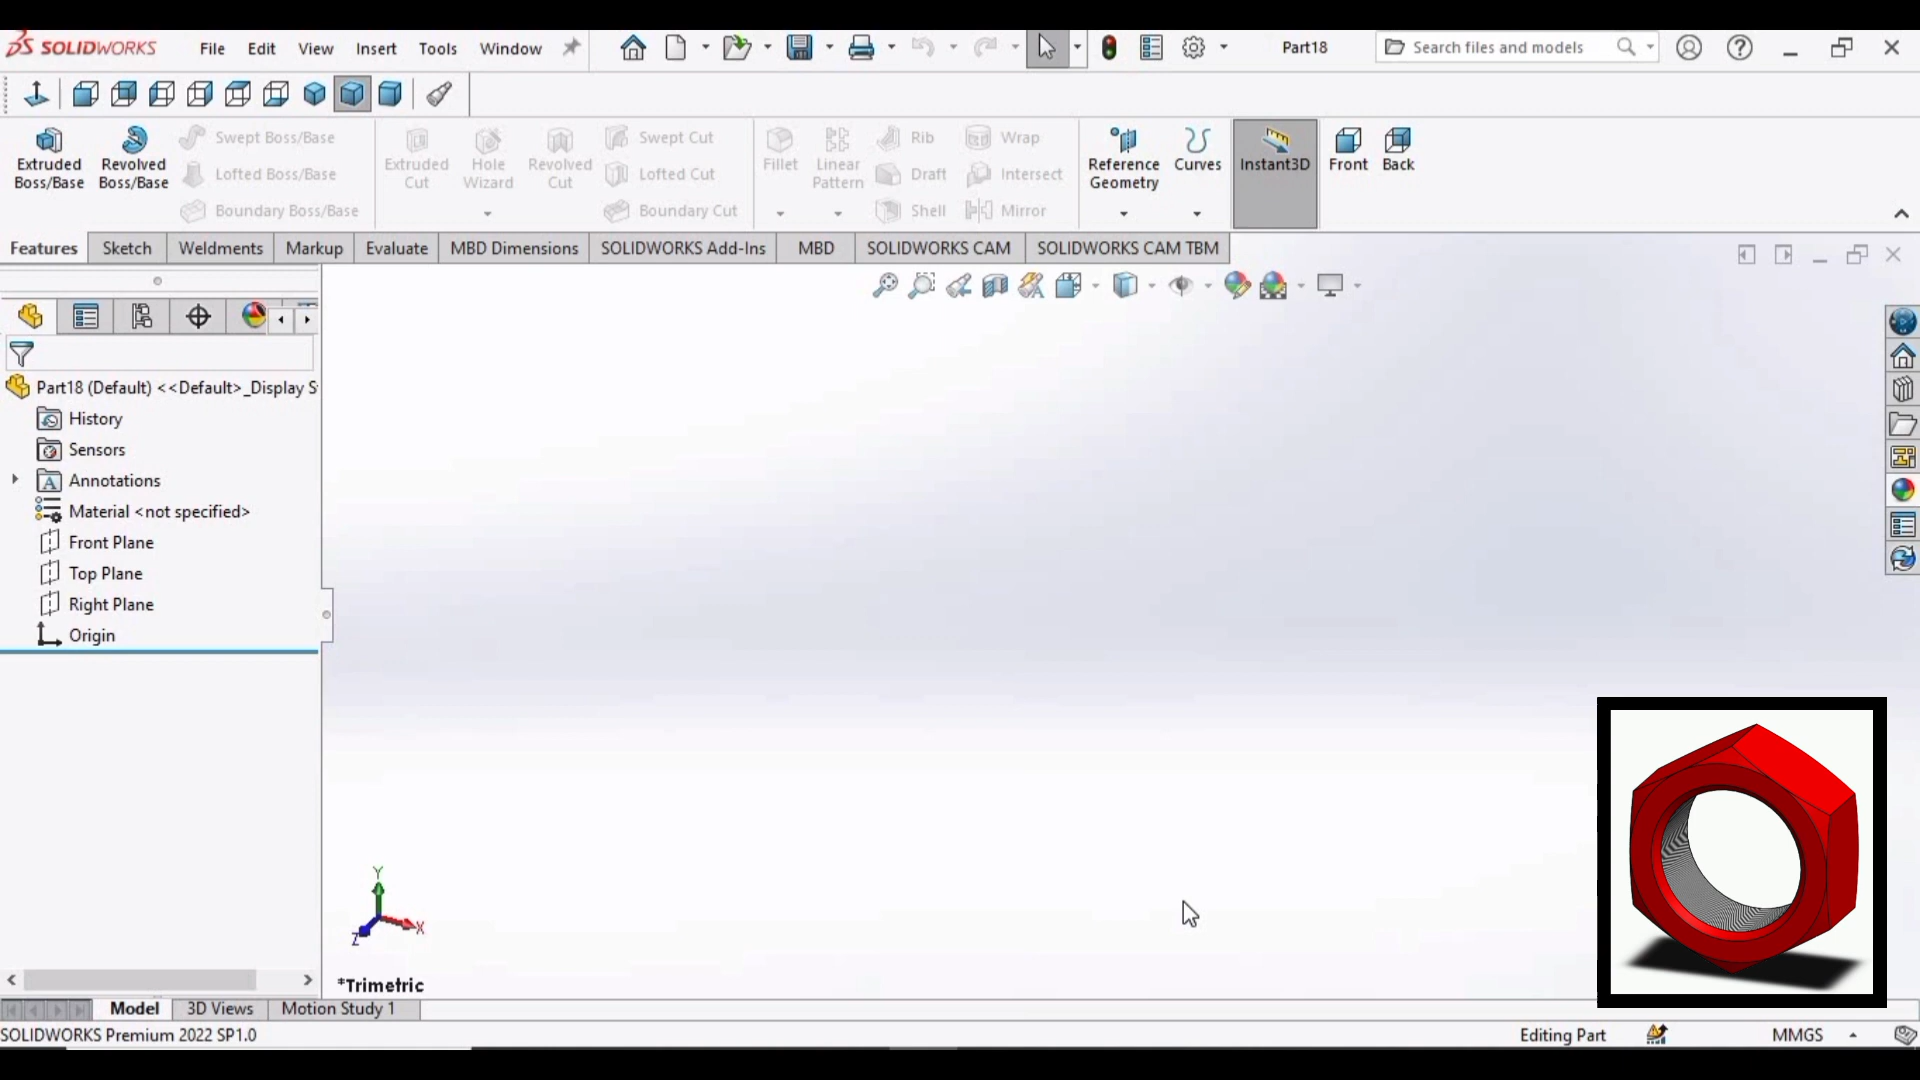 SOLIDWORKS File Edit View Insert Tools Window Part18 Search files and models
Extruded Boss/Base
Revolved Boss/Base
Swept Boss/Base
Lofted Boss/Base
Boundary Boss/Base
Extruded Cut
Hole Wizard
Revolved Cut
Swept Cut
Lofted Cut
Boundary Cut
Fillet
Linear Pattern
Rib
Draft
Shell
Wrap
Intersect
Mirror
Reference Geometry
Curves
Instant3D
Front
Back
Features Sketch Weldments Markup Evaluate MBD Dimensions SOLIDWORKS Add-Ins MBD SOLIDWORKS CAM SOLIDWORKS CAM TBM
Part18 (Default) <<Default>_Display S
History
Sensors
Annotations
Material <not specified>
Front Plane
Top Plane
Right Plane
Origin
Y
X
Z
*Trimetric
Model 3D Views Motion Study 1
SOLIDWORKS Premium 2022 SP1.0 Editing Part MMGS